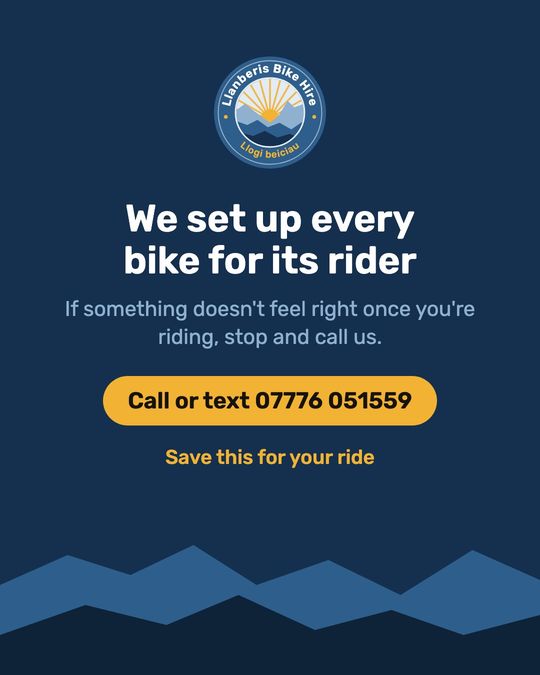 Llanberis Bike Hire
Llogi beiciau
We set up every
bike for its rider
If something doesn't feel right once you're
riding, stop and call us.
Call or text 07776 051559
Save this for your ride